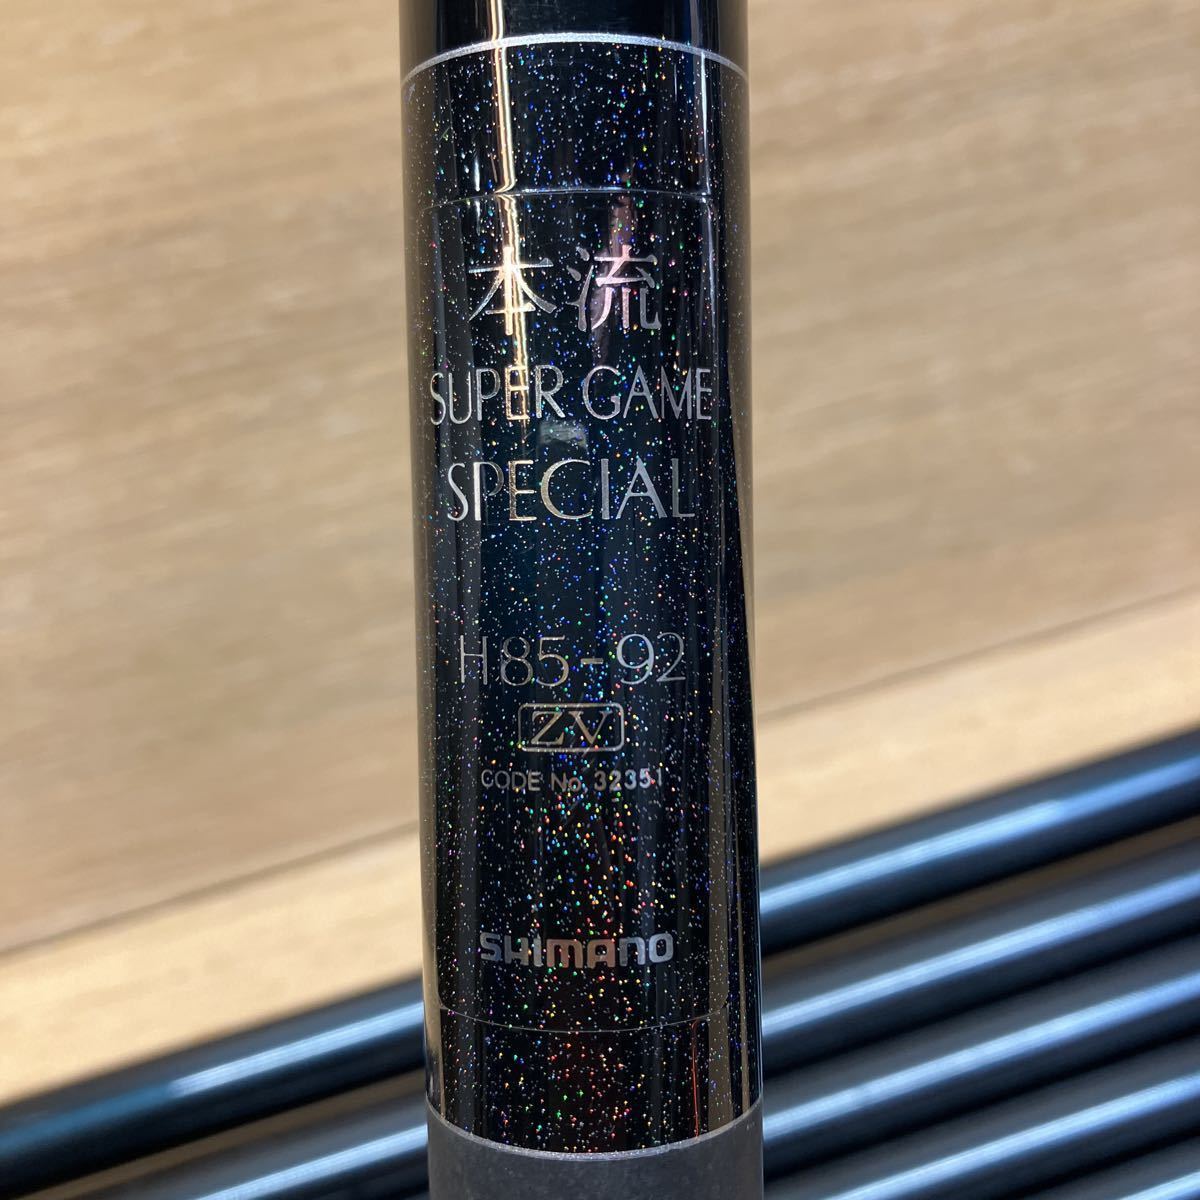 本流
SUPER GAME
SPECIAL
H85-92
ZV
CODE No. 32351
SHIMANO